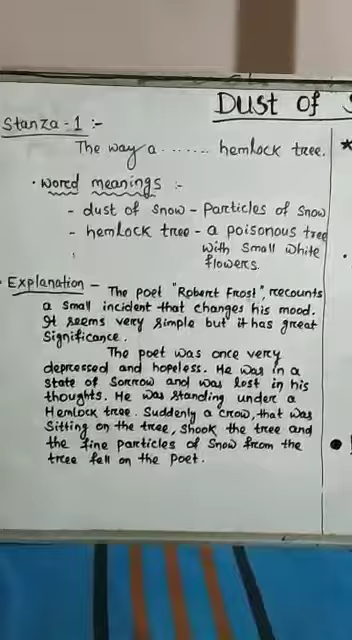 Dust of S
Stanza-1 :-
The way a ....... hemlock tree.
• Word meanings :-
- dust of snow - Particles of snow
- hemlock tree - a poisonous tree
with small white
flowers.
• Explanation - The poet "Robert Frost", recounts
a small incident that changes his mood.
It seems very simple but it has great
significance.
The poet was once very
depressed and hopeless. He was in a
state of Sorrow and was lost in his
thoughts. He was standing under a
Hemlock tree. Suddenly a crow, that was
Sitting on the tree, shook the tree and
the fine particles of Snow from the
tree fell on the Poet.